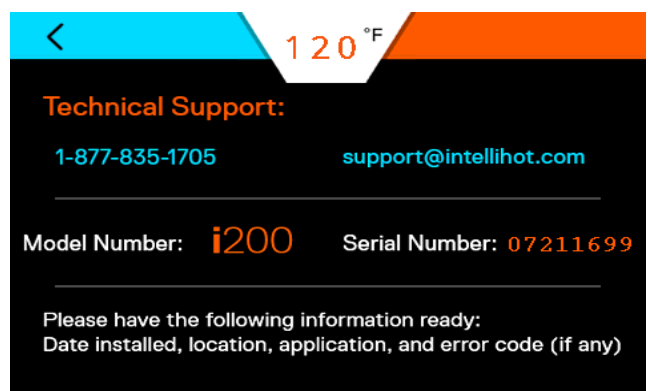 120 °F
Technical Support:
1-877-835-1705 support@intellihot.com
Model Number: i200 Serial Number: 07211699
Please have the following information ready:
Date installed, location, application, and error code (if any)